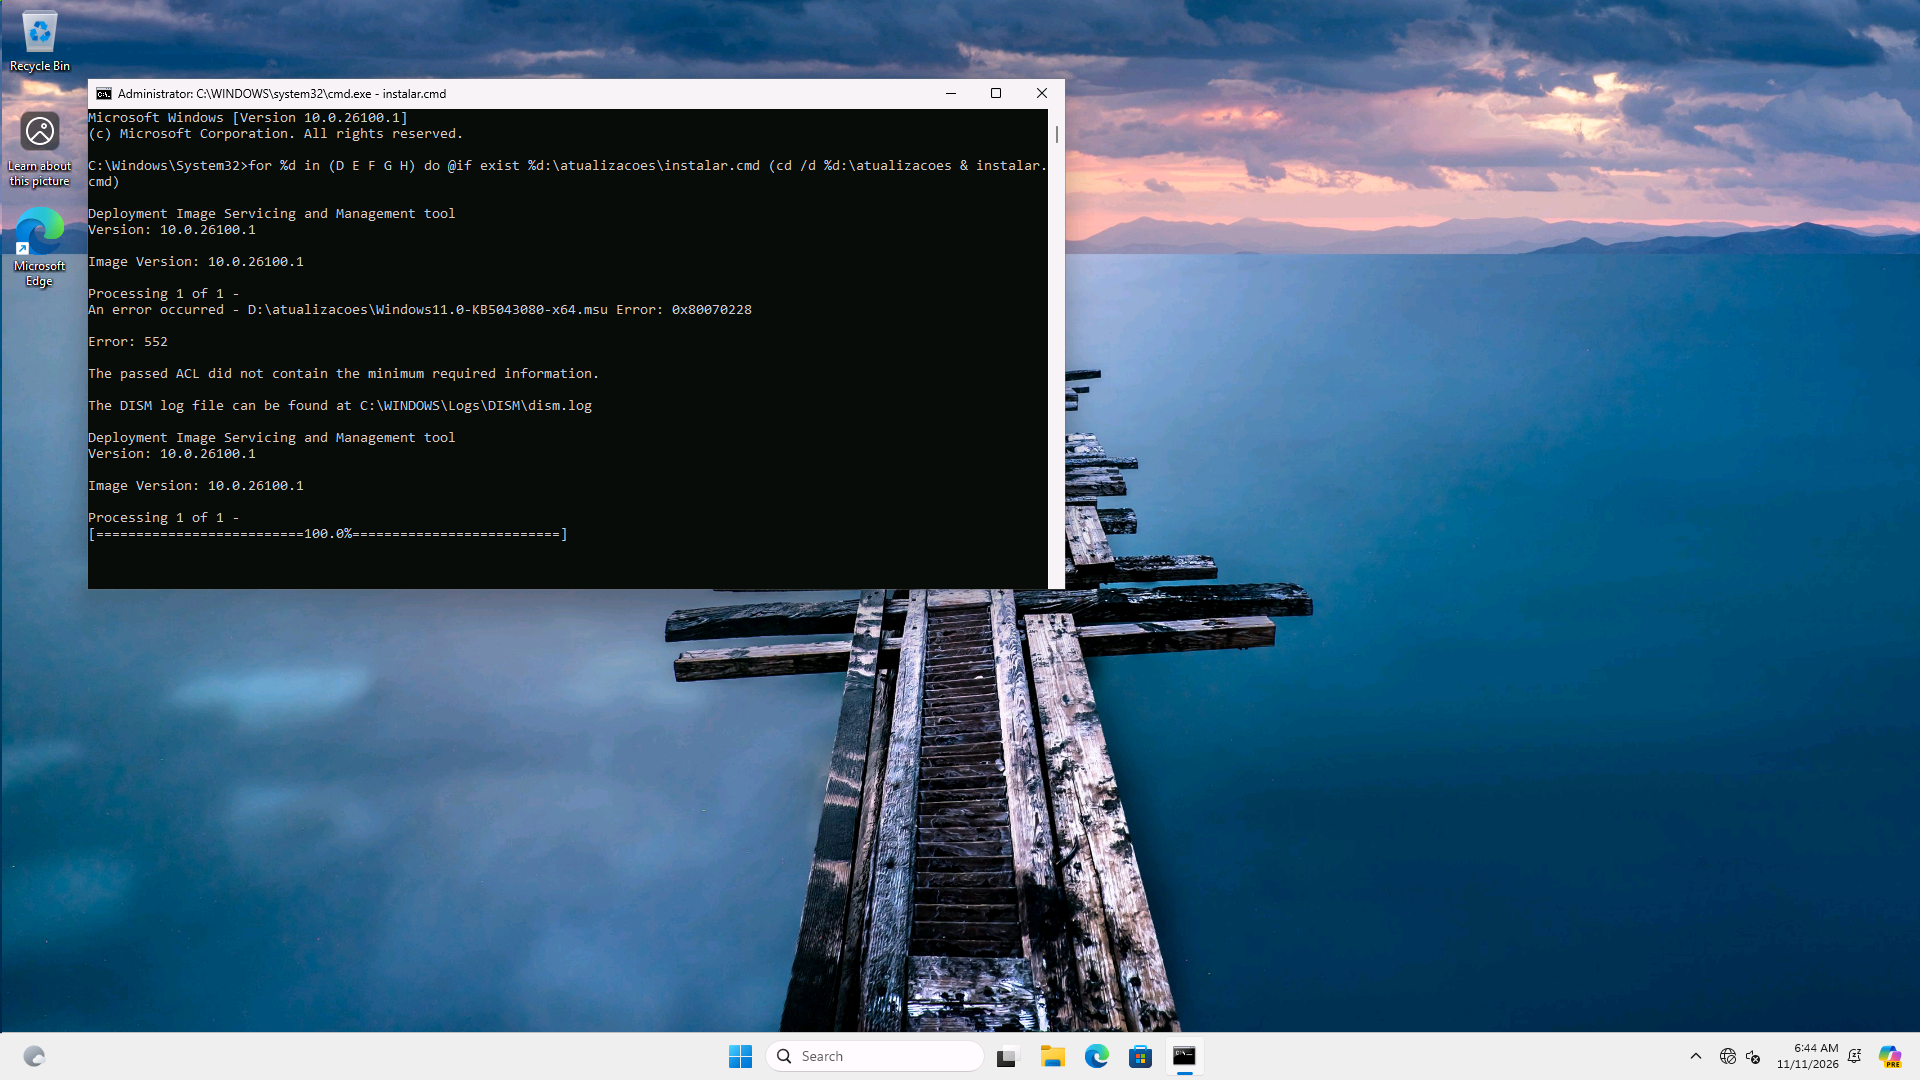 Recycle Bin
Learn about
this picture
Microsoft
Edge
Administrator: C:\WINDOWS\system32\cmd.exe - instalar.cmd
Microsoft Windows [Version 10.0.26100.1]
(c) Microsoft Corporation. All rights reserved.
C:\Windows\System32>for %d in (D E F G H) do @if exist %d:\atualizacoes\instalar.cmd (cd /d %d:\atualizacoes & instalar.
cmd)
Deployment Image Servicing and Management tool
Version: 10.0.26100.1
Image Version: 10.0.26100.1
Processing 1 of 1 -
An error occurred - D:\atualizacoes\Windows11.0-KB5043080-x64.msu Error: 0x80070228
Error: 552
The passed ACL did not contain the minimum required information.
The DISM log file can be found at C:\WINDOWS\Logs\DISM\dism.log
Deployment Image Servicing and Management tool
Version: 10.0.26100.1
Image Version: 10.0.26100.1
Processing 1 of 1 -
[==========================100.0%==========================]
Search
6:44 AM
11/11/2026
PRE